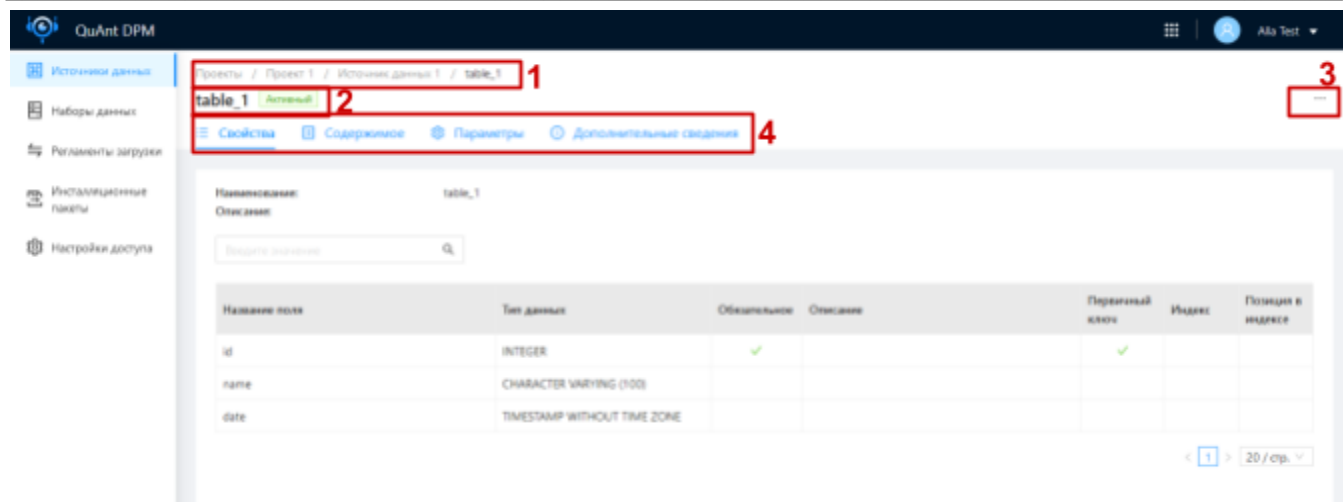 QuAnt DPM
Alla Test
Источники данных
Наборы данных
Регламенты загрузки
Инсталляционные
пакеты
Настройки доступа
Проекты / Проект 1 / Источник данных 1 / table_1
1
table_1 Активный
2
3
...
Свойства Содержимое Параметры Дополнительные сведения
4
Наименование: table_1
Описание:
Введите значение
Название поля Тип данных Обязательное Описание Первичный ключ Индекс Позиция в индексе
id INTEGER
name CHARACTER VARYING (100)
date TIMESTAMP WITHOUT TIME ZONE
< 1 > 20 / стр.